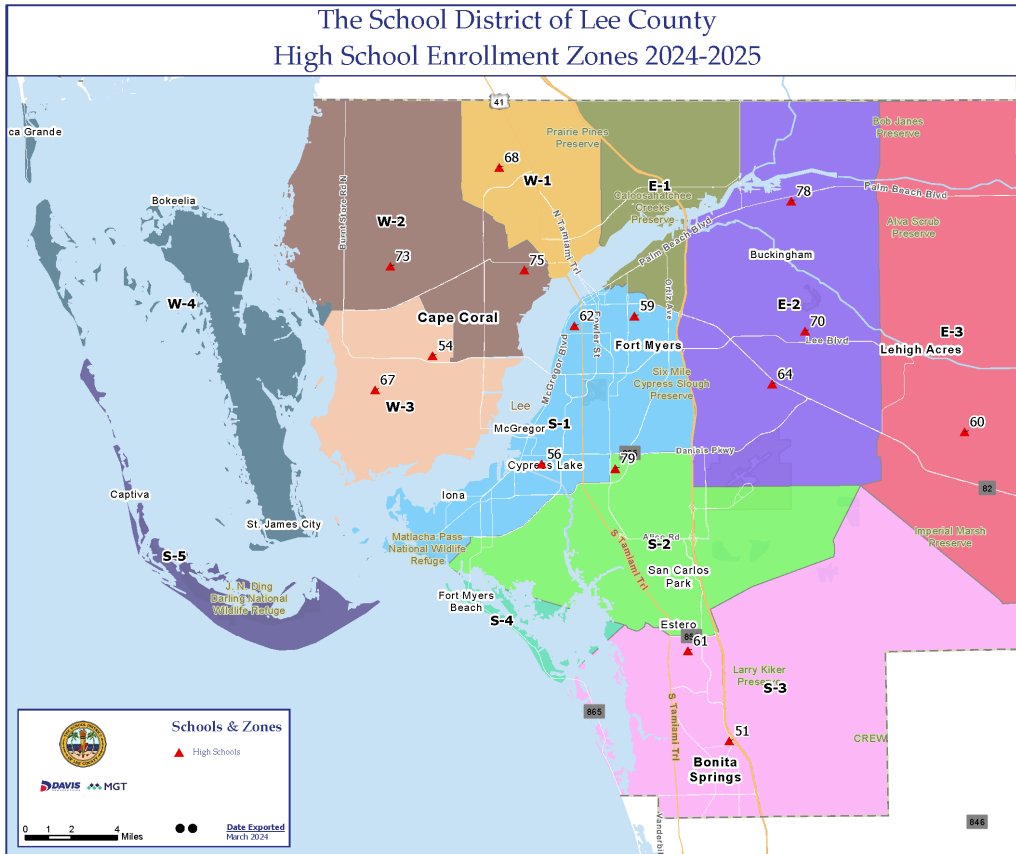 The School District of Lee County
High School Enrollment Zones 2024-2025
41
ca Grande
Prairie Pines
Preserve
Bob Janes
Preserve
68
W-1
E-1
Caloosahatchee
Creeks
Preserve
78
Palm Beach Blvd
Bokeelia
Burnt Store Rd N
W-2
N Tamiami Trl
Palm Beach Blvd
Alva Scrub
Preserve
73
75
Buckingham
W-4
Cape Coral
62
59
Ortiz Ave
E-2
70
Lee Blvd
E-3
Lehigh Acres
54
McGregor Blvd
Fowler St
Fort Myers
67
W-3
Lee
Six Mile
Cypress Slough
Preserve
64
McGregor
S-1
60
56
Cypress Lake
79
Daniels Pkwy
82
Captiva
Iona
St. James City
Matlacha Pass
National Wildlife
Refuge
S-5
J. N. Ding
Darling National
Wildlife Refuge
S Tamiami Trl
Alico Rd
S-2
San Carlos
Park
Imperial Marsh
Preserve
Fort Myers
Beach
S-4
Estero
61
Larry Kiker
Preserve
S-3
865
S Tamiami Trl
51
CREW
Bonita
Springs
846
Schools & Zones
High Schools
THE SCHOOL DISTRICT
OF LEE COUNTY
DAVIS
MGT
0 1 2 4
Miles
Date Exported
March 2024